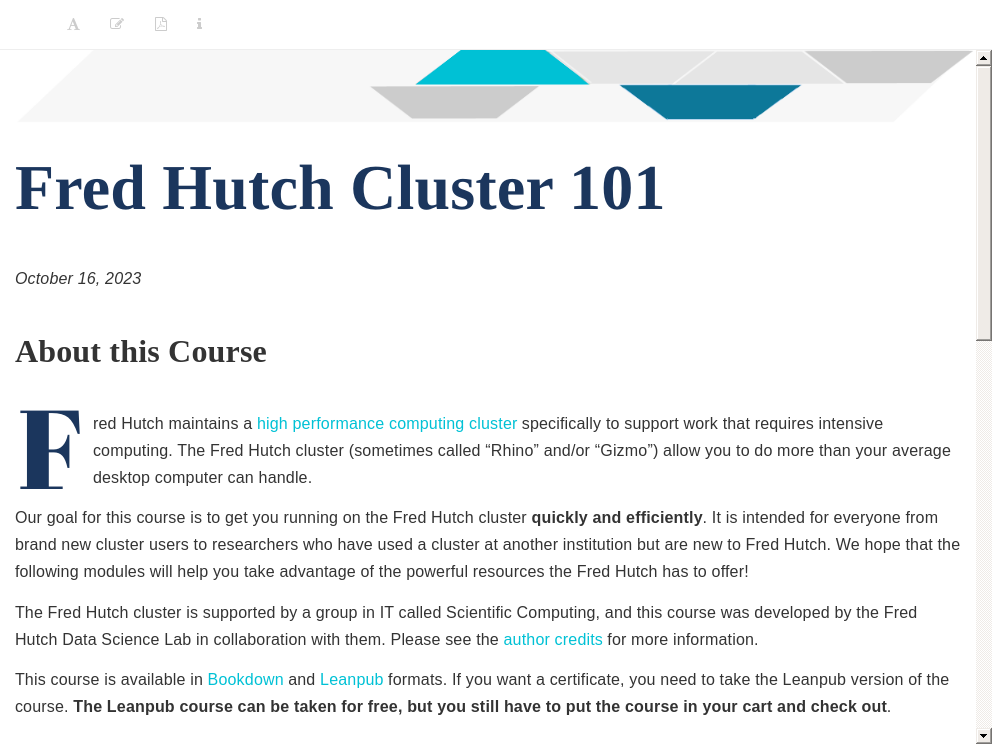 Fred Hutch Cluster 101
October 16, 2023
About this Course
Fred Hutch maintains a high performance computing cluster specifically to support work that requires intensive
computing. The Fred Hutch cluster (sometimes called “Rhino” and/or “Gizmo”) allow you to do more than your average
desktop computer can handle.
Our goal for this course is to get you running on the Fred Hutch cluster quickly and efficiently. It is intended for everyone from
brand new cluster users to researchers who have used a cluster at another institution but are new to Fred Hutch. We hope that the
following modules will help you take advantage of the powerful resources the Fred Hutch has to offer!
The Fred Hutch cluster is supported by a group in IT called Scientific Computing, and this course was developed by the Fred
Hutch Data Science Lab in collaboration with them. Please see the author credits for more information.
This course is available in Bookdown and Leanpub formats. If you want a certificate, you need to take the Leanpub version of the
course. The Leanpub course can be taken for free, but you still have to put the course in your cart and check out.